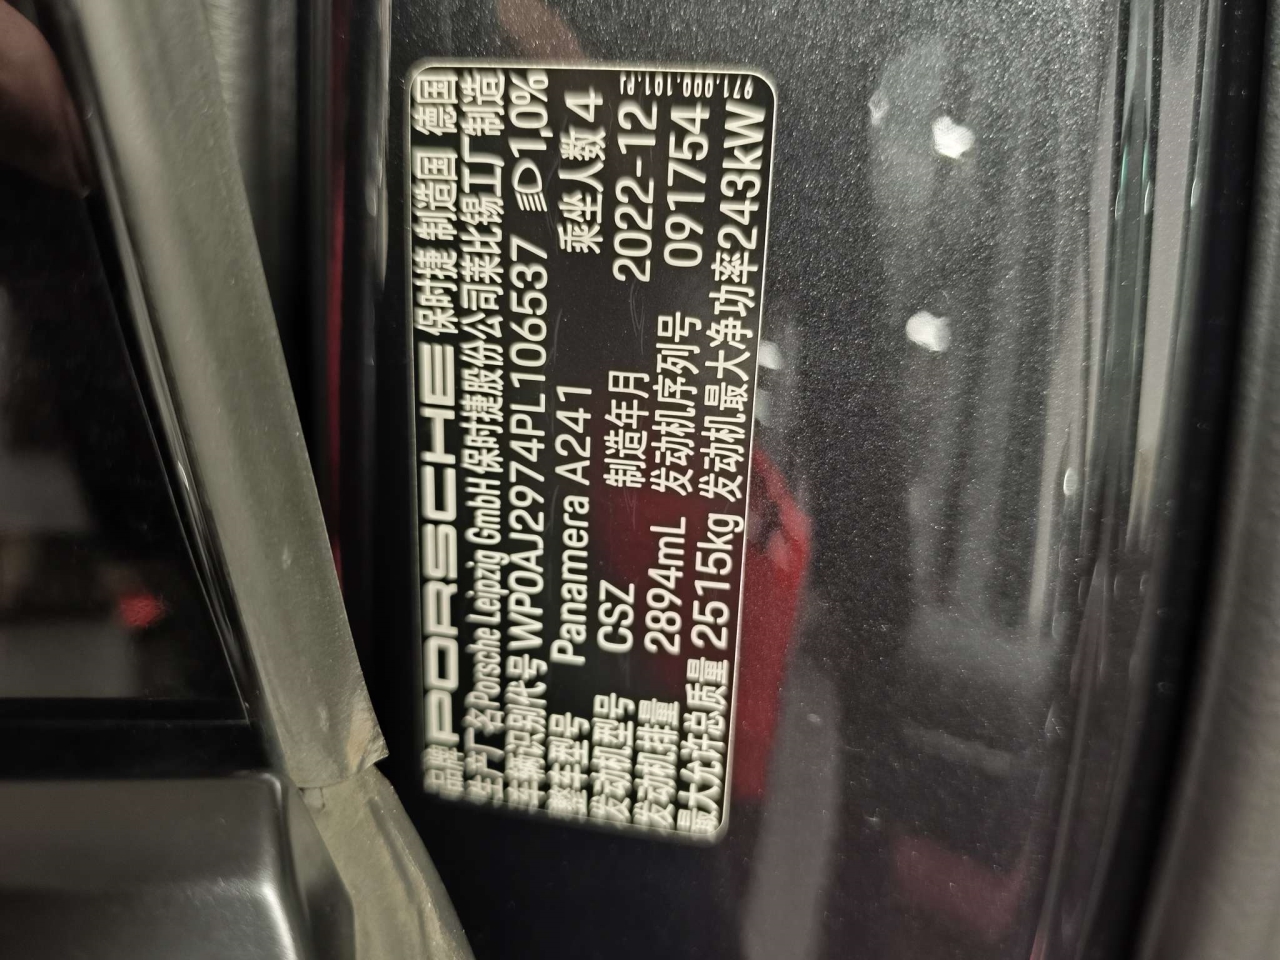 品牌 PORSCHE 保时捷 制造国 德国
生产厂名 Porsche Leipzig GmbH 保时捷股份公司莱比锡工厂制造
车辆识别代号 WP0AJ2974PL106537 1,0%
整车型号 Panamera A241 乘坐人数 4
发动机型号 CSZ 制造年月 2022-12
发动机排量 2894mL 发动机序列号 091754
最大允许总质量 2515kg 发动机最大净功率 243kW
971.000.101.PJ